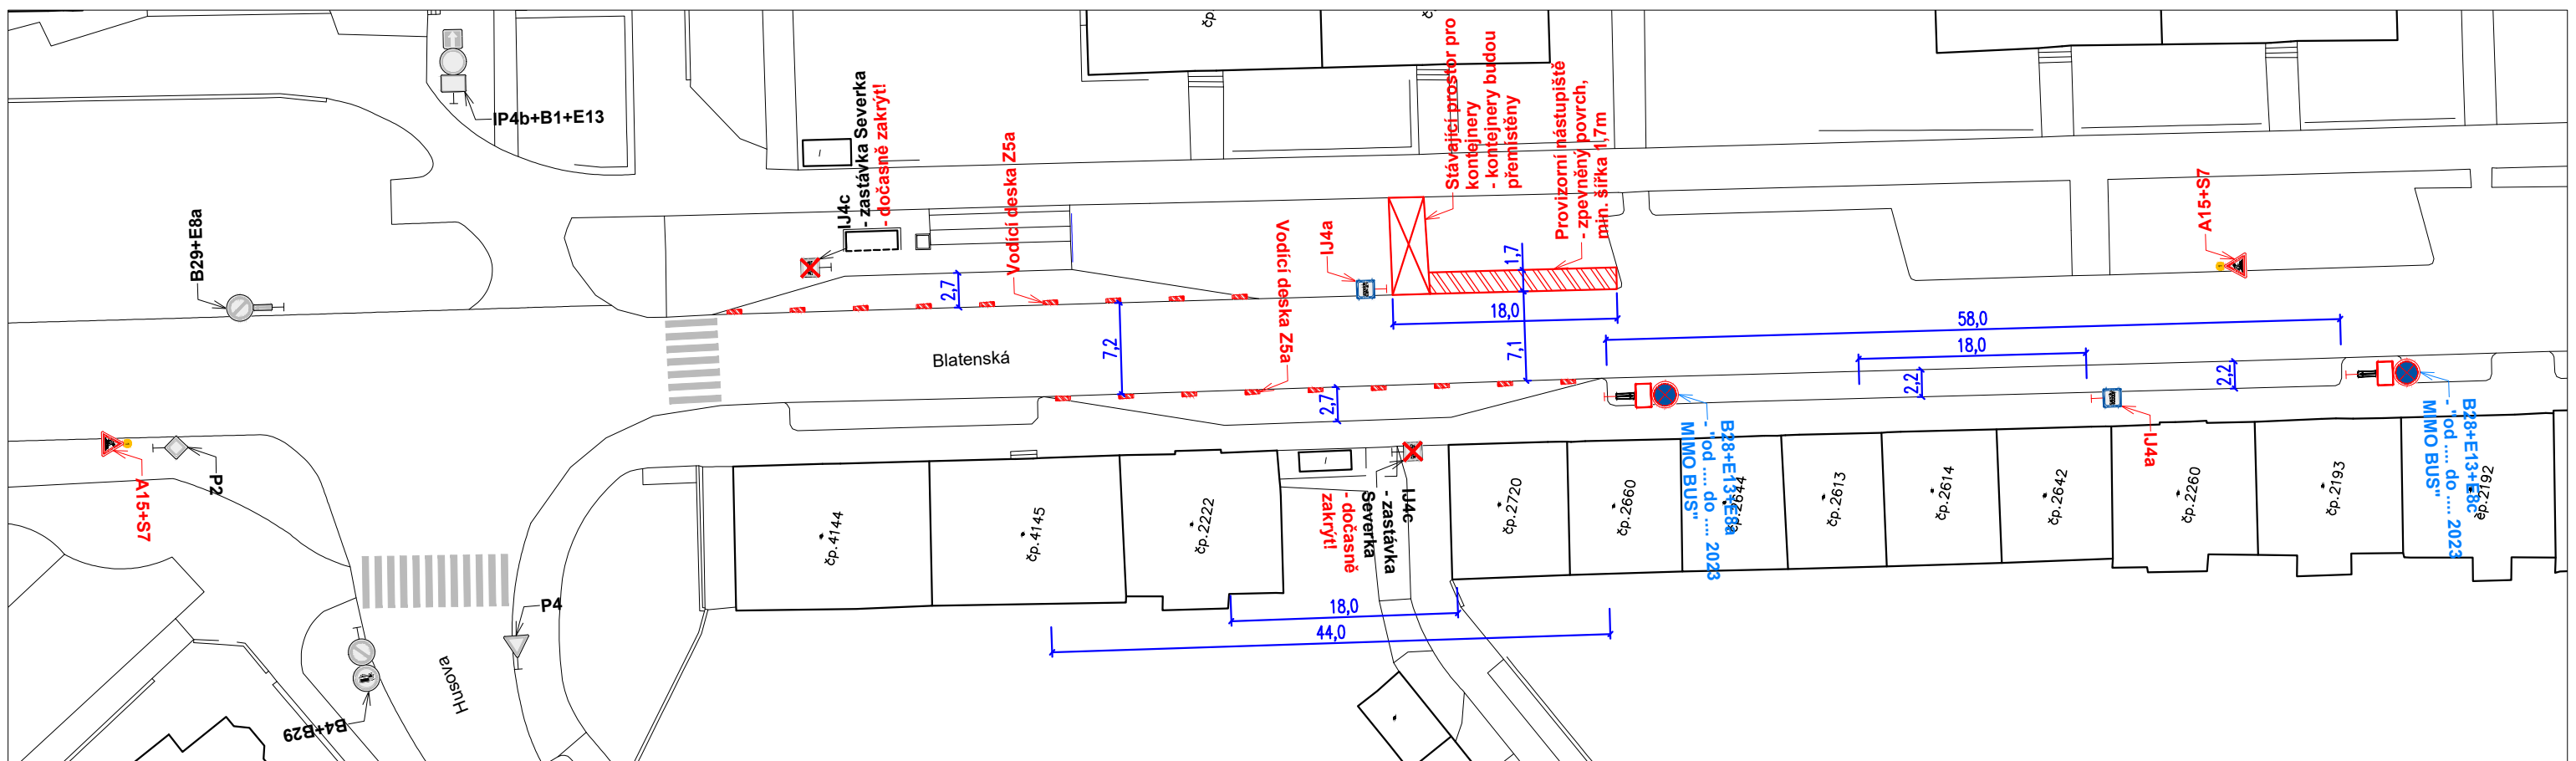 IP4b+B1+E13
B29+E8a
IJ4c
- zastávka Severka
- dočasně zakrýt!
Vodící deska Z5a
čp.
Stávající prostor pro
kontejnery
- kontejnery budou
přemístěny
Provizorní nástupiště
- zpevněný povrch,
min. šířka 1,7m
IJ4a
Vodící deska Z5a
A15+S7
2,7
7,2
1,7
18,0
7,1
58,0
18,0
2,2
2,2
2,7
Blatenská
A15+S7
P2
P4
B4+B29
Husova
čp.4144
čp.4145
čp.2222
- dočasně
zakrýt!
IJ4c
- zastávka
Severka
čp.2720
čp.2660
B28+E13+E8a
- "od .... do .... 2023
MIMO BUS"
čp.2644
čp.2613
čp.2614
čp.2642
IJ4a
čp.2260
čp.2193
B28+E13+E8c
- "od .... do .... 2023
MIMO BUS"
čp.2192
18,0
44,0